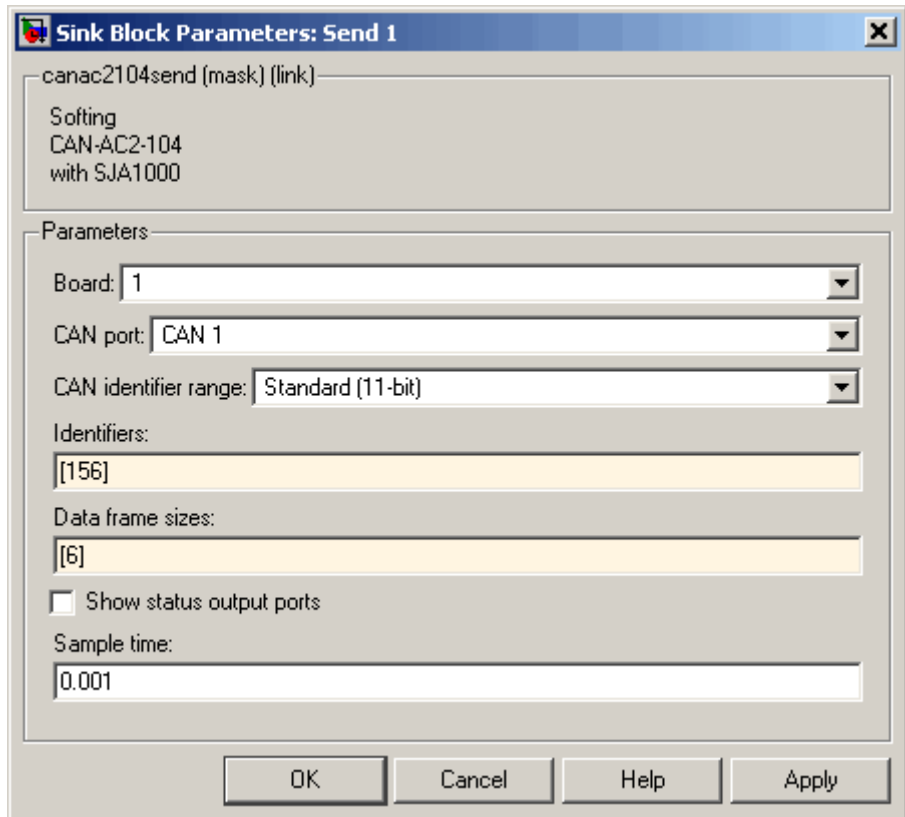 Sink Block Parameters: Send 1
canac2104send (mask) (link)
Softing
CAN-AC2-104
with SJA1000
Parameters
Board: 1
CAN port: CAN 1
CAN identifier range: Standard (11-bit)
Identifiers:
[156]
Data frame sizes:
[6]
Show status output ports
Sample time:
0.001
OK Cancel Help Apply